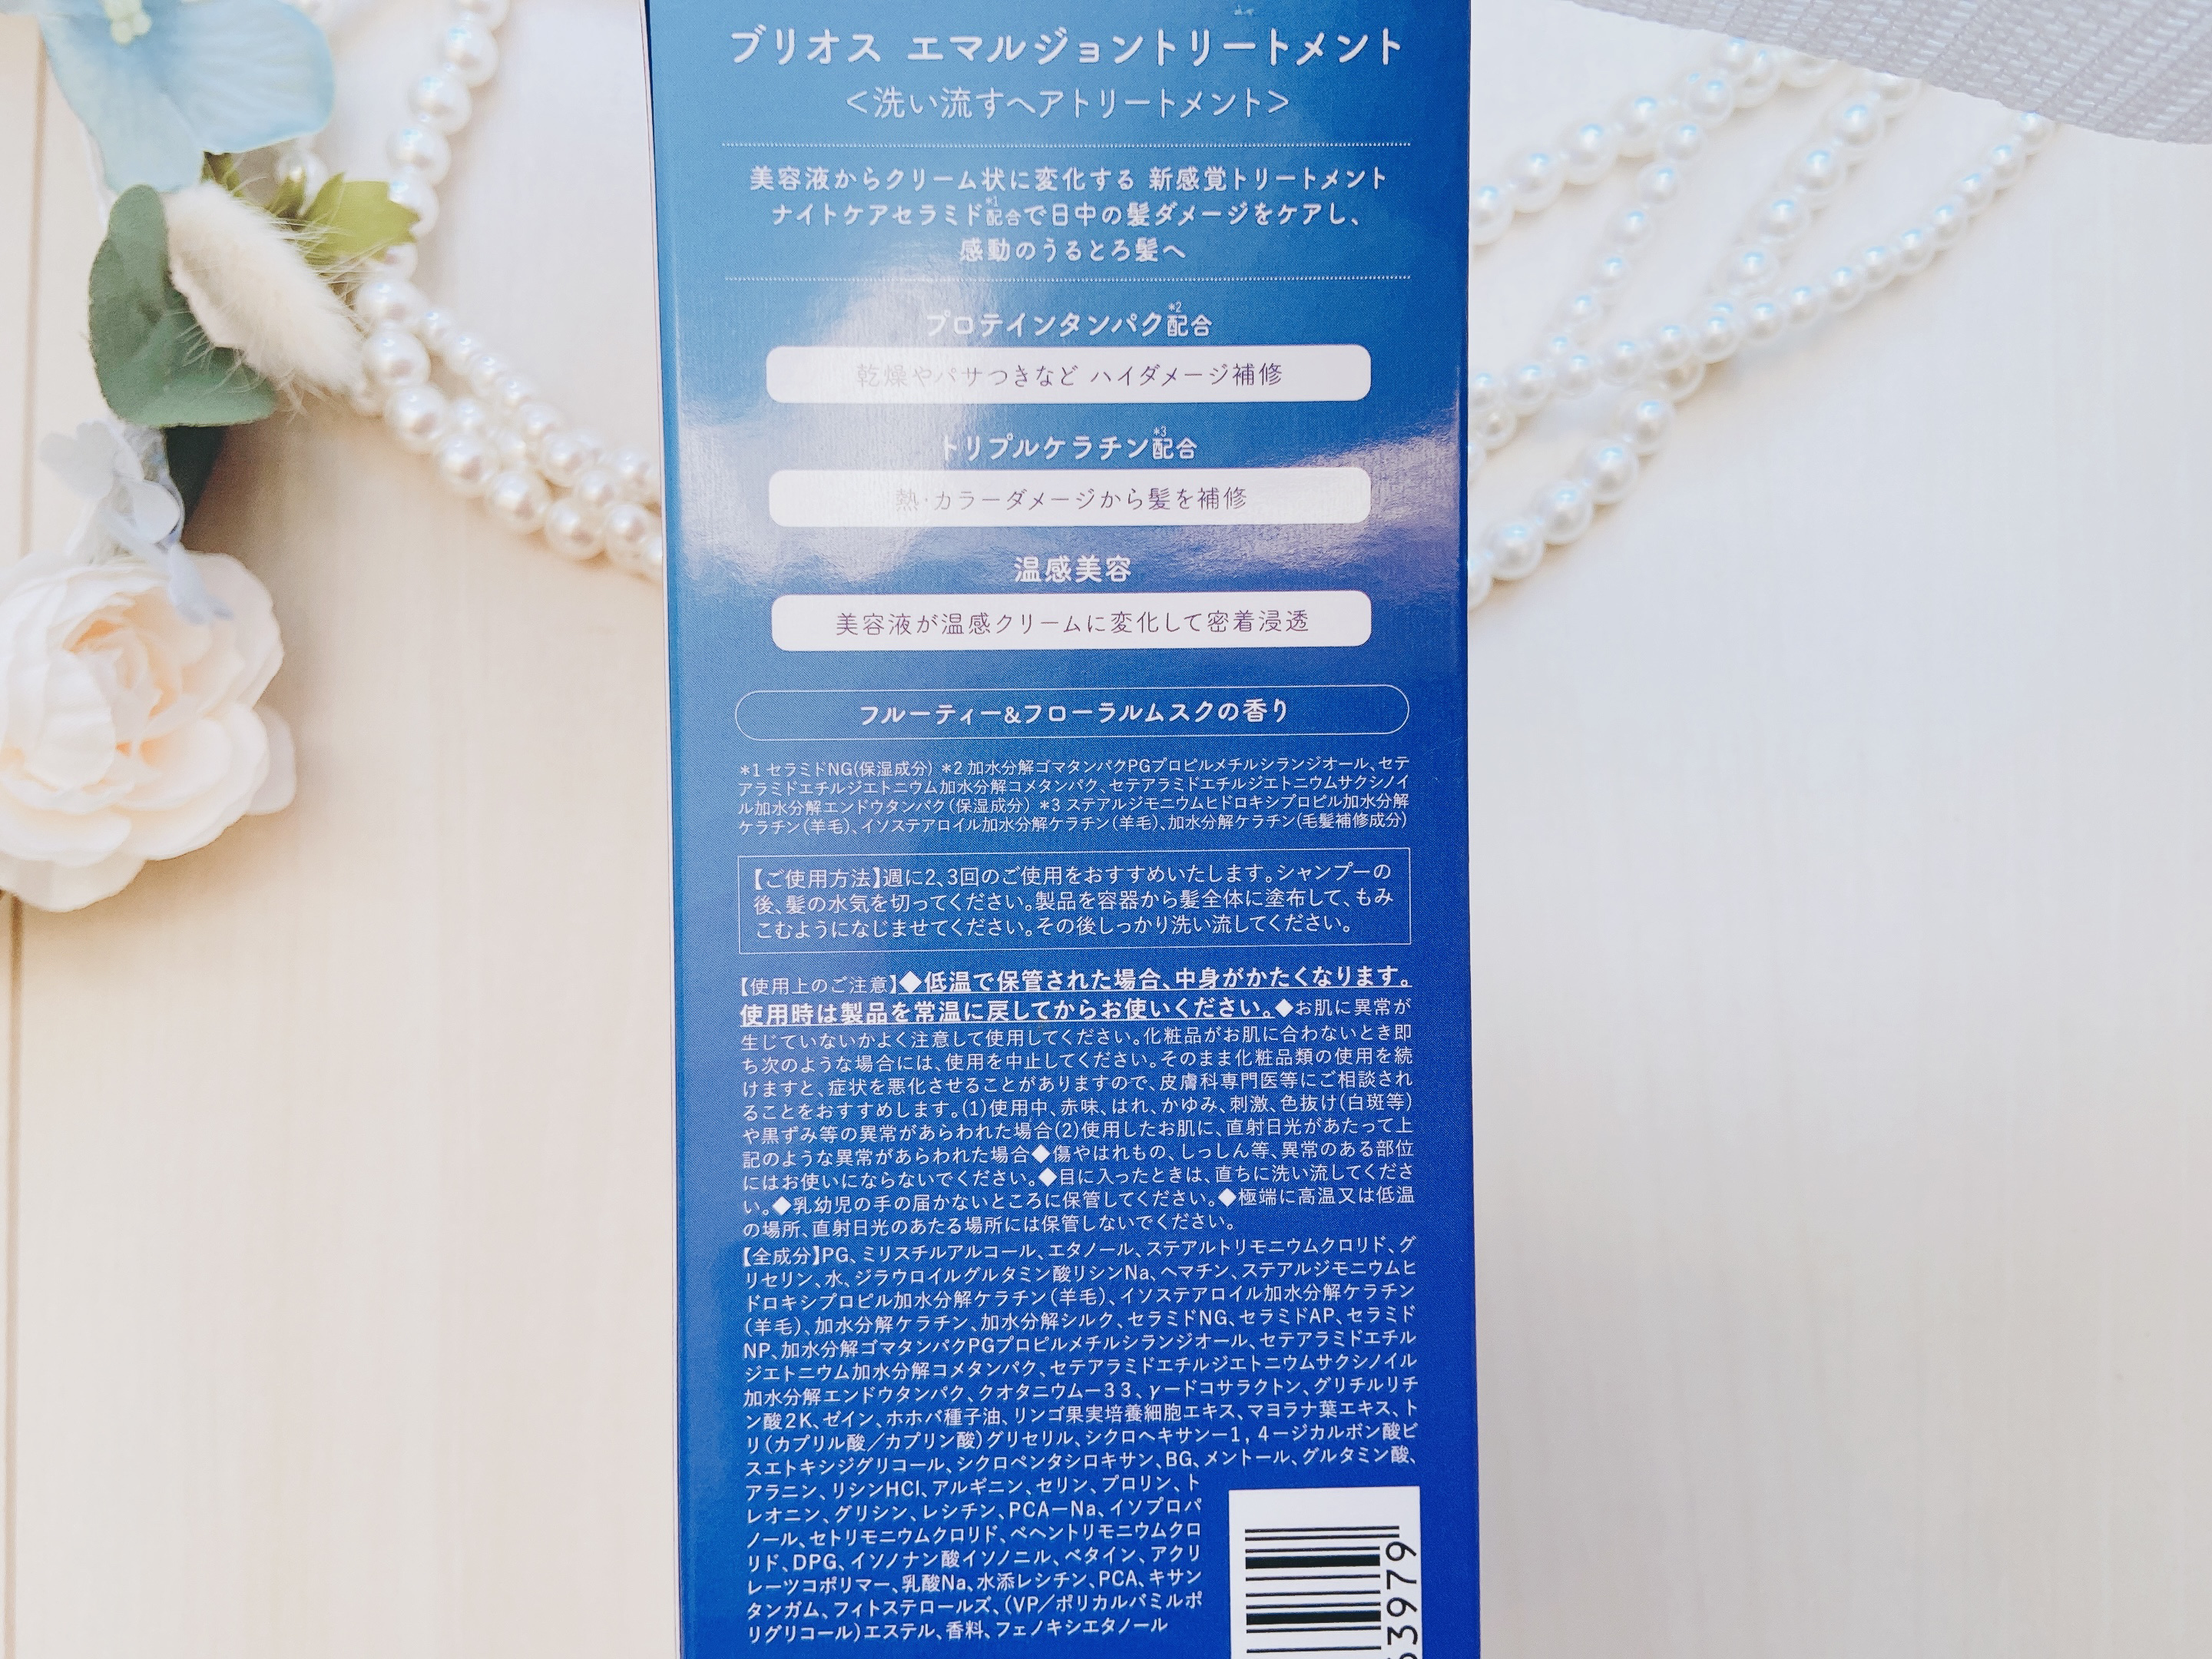 ブリオス エマルジョントリートメント
＜洗い流すヘアトリートメント＞
美容液からクリーム状に変化する 新感覚トリートメント
ナイトケアセラミド*1配合で日中の髪ダメージをケアし、
感動のうるとろ髪へ
プロテインタンパク*2配合
乾燥やパサつきなど ハイダメージ補修
トリプルケラチン*3配合
熱・カラーダメージから髪を補修
温感美容
美容液が温感クリームに変化して密着浸透
フルーティー&フローラルムスクの香り
*1 セラミドNG(保湿成分) *2 加水分解ゴマタンパクPGプロピルメチルシランジオール、セテ
アラミドエチルジエトニウム加水分解コメタンパク、セテアラミドエチルジエトニウムサクシノイ
ル加水分解エンドウタンパク(保湿成分) *3 ステアルジモニウムヒドロキシプロピル加水分解
ケラチン(羊毛)、イソステアロイル加水分解ケラチン(羊毛)、加水分解ケラチン(毛髪補修成分)
【ご使用方法】週に2、3回のご使用をおすすめいたします。シャンプーの
後、髪の水気を切ってください。製品を容器から髪全体に塗布して、もみ
こむようになじませてください。その後しっかり洗い流してください。
【使用上のご注意】◆低温で保管された場合、中身がかたくなります。
使用時は製品を常温に戻してからお使いください。◆お肌に異常が
生じていないかよく注意して使用してください。化粧品がお肌に合わないとき即
ち次のような場合には、使用を中止してください。そのまま化粧品類の使用を続
けますと、症状を悪化させることがありますので、皮膚科専門医等にご相談され
ることをおすすめします。(1)使用中、赤味、はれ、かゆみ、刺激、色抜け(白斑等)
や黒ずみ等の異常があらわれた場合(2)使用したお肌に、直射日光があたって上
記のような異常があらわれた場合◆傷やはれもの、しっしん等、異常のある部位
にはお使いにならないでください。◆目に入ったときは、直ちに洗い流してくださ
い。◆乳幼児の手の届かないところに保管してください。◆極端に高温又は低温
の場所、直射日光のあたる場所には保管しないでください。
【全成分】PG、ミリスチルアルコール、エタノール、ステアルトリモニウムクロリド、グ
リセリン、水、ジラウロイルグルタミン酸リシンNa、ヘマチン、ステアルジモニウムヒ
ドロキシプロピル加水分解ケラチン(羊毛)、イソステアロイル加水分解ケラチン
(羊毛)、加水分解ケラチン、加水分解シルク、セラミドNG、セラミドAP、セラミド
NP、加水分解ゴマタンパクPGプロピルメチルシランジオール、セテアラミドエチル
ジエトニウム加水分解コメタンパク、セテアラミドエチルジエトニウムサクシノイル
加水分解エンドウタンパク、クオタニウム－33、γ－ドコサラクトン、グリチルリチ
ン酸2K、ゼイン、ホホバ種子油、リンゴ果実培養細胞エキス、マヨラナ葉エキス、ト
リ(カプリル酸／カプリン酸)グリセリル、シクロヘキサン－1，4－ジカルボン酸ビ
スエトキシジグリコール、シクロペンタシロキサン、BG、メントール、グルタミン酸、
アラニン、リシンHCl、アルギニン、セリン、プロリン、ト
レオニン、グリシン、レシチン、PCA－Na、イソプロパ
ノール、セトリモニウムクロリド、ベヘントリモニウムクロ
リド、DPG、イソノナン酸イソノニル、ベタイン、アクリ
レーツコポリマー、乳酸Na、水添レシチン、PCA、キサン
タンガム、フィトステロールズ、(VP／ポリカルバミルポ
リグリコール)エステル、香料、フェノキシエタノール
3979